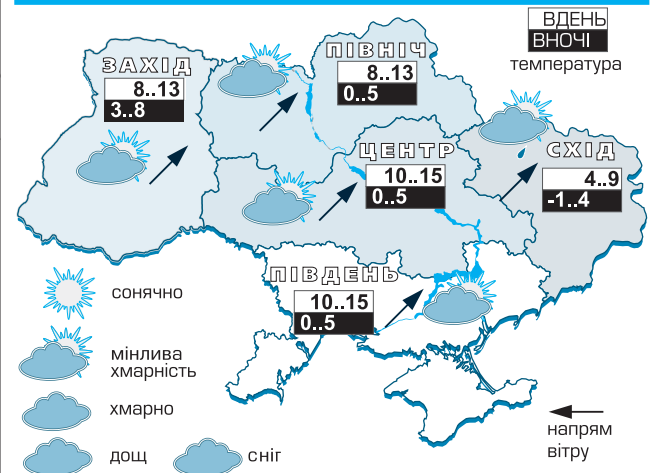 ВДЕНЬ
ВНОЧІ
температура
ПІВНІЧ
8..13
0..5
ЗАХІД
8..13
3..8
ЦЕНТР
10..15
0..5
СХІД
4..9
-1..4
ПІВДЕНЬ
10..15
0..5
сонячно
мінлива
хмарність
хмарно
дощ
сніг
напрям
вітру